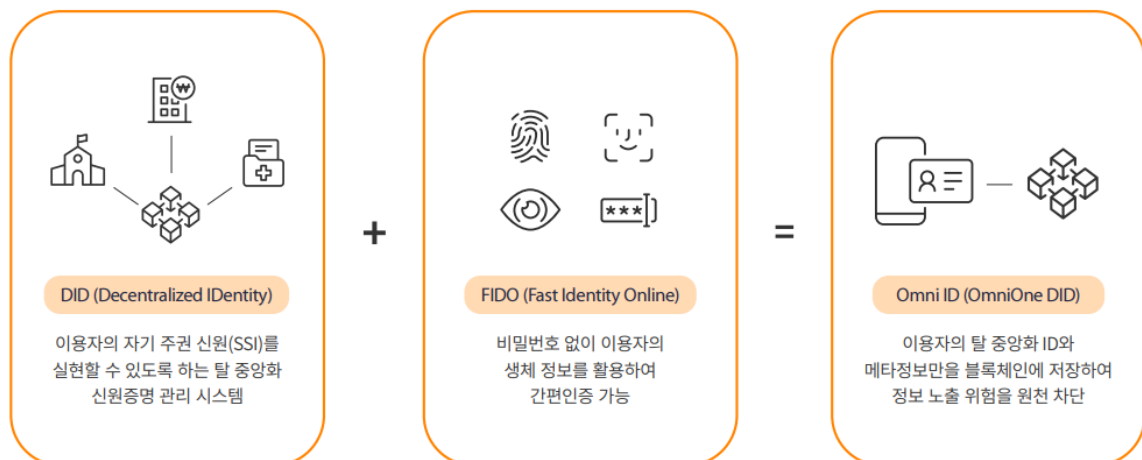 ₩
***
+
=
DID (Decentralized IDentity)
이용자의 자기 주권 신원(SSI)를
실현할 수 있도록 하는 탈 중앙화
신원증명 관리 시스템
FIDO (Fast Identity Online)
비밀번호 없이 이용자의
생체 정보를 활용하여
간편인증 가능
Omni ID (OmniOne DID)
이용자의 탈 중앙화 ID와
메타정보만을 블록체인에 저장하여
정보 노출 위험을 원천 차단